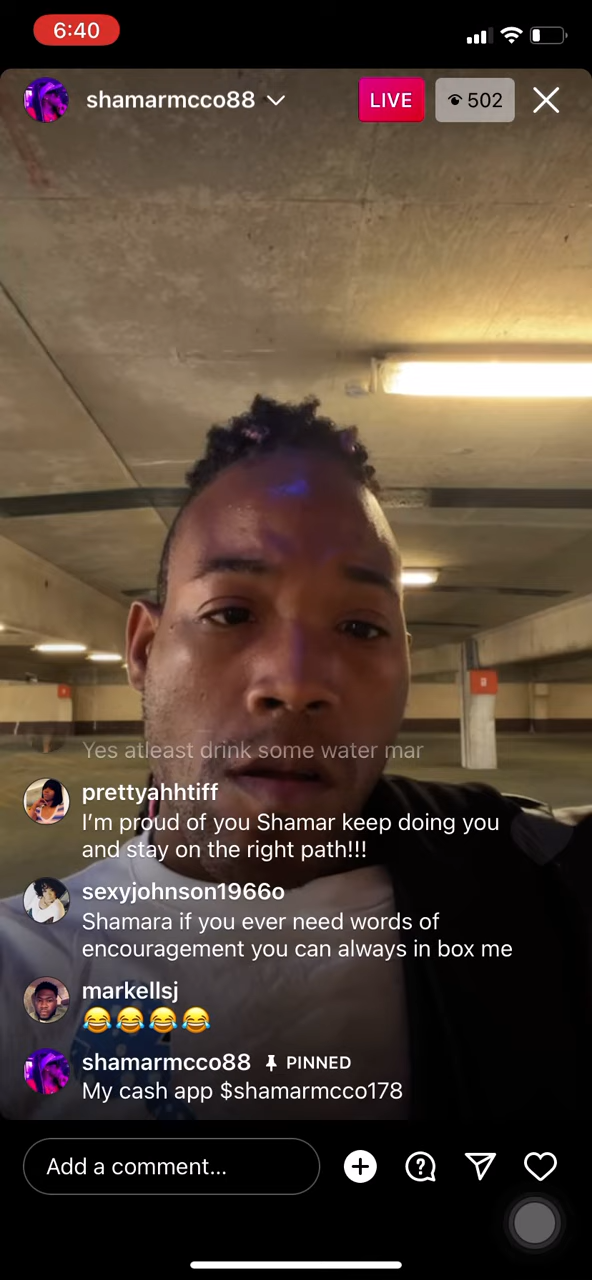 6:40
shamarmcco88
LIVE
502
Yes atleast drink some water mar
prettyahhtiff
I'm proud of you Shamar keep doing you
and stay on the right path!!!
sexyjohnson1966o
Shamara if you ever need words of
encouragement you can always in box me
markellsj
😂😂😂😂
shamarmcco88 PINNED
My cash app $shamarmcco178
Add a comment...